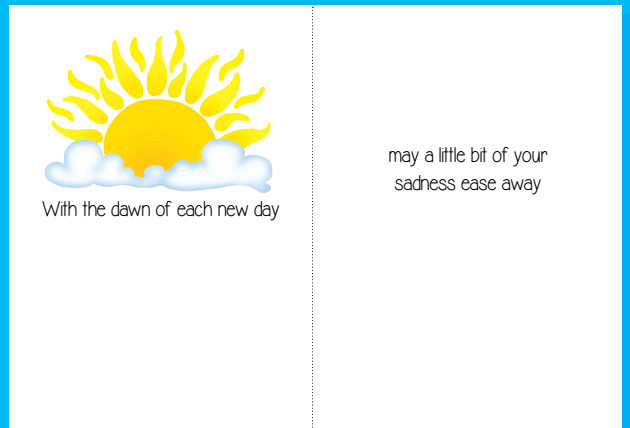 With the dawn of each new day
may a little bit of your
sadness ease away